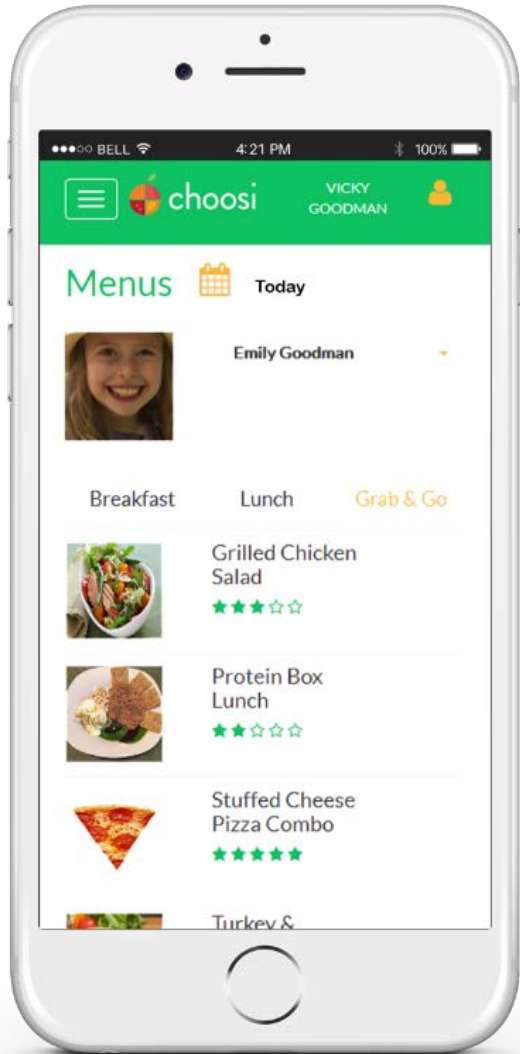 BELL 4:21 PM 100%
choosi VICKY GOODMAN
Menus Today
Emily Goodman
Breakfast Lunch Grab & Go
Grilled Chicken
Salad
Protein Box
Lunch
Stuffed Cheese
Pizza Combo
Turkey &